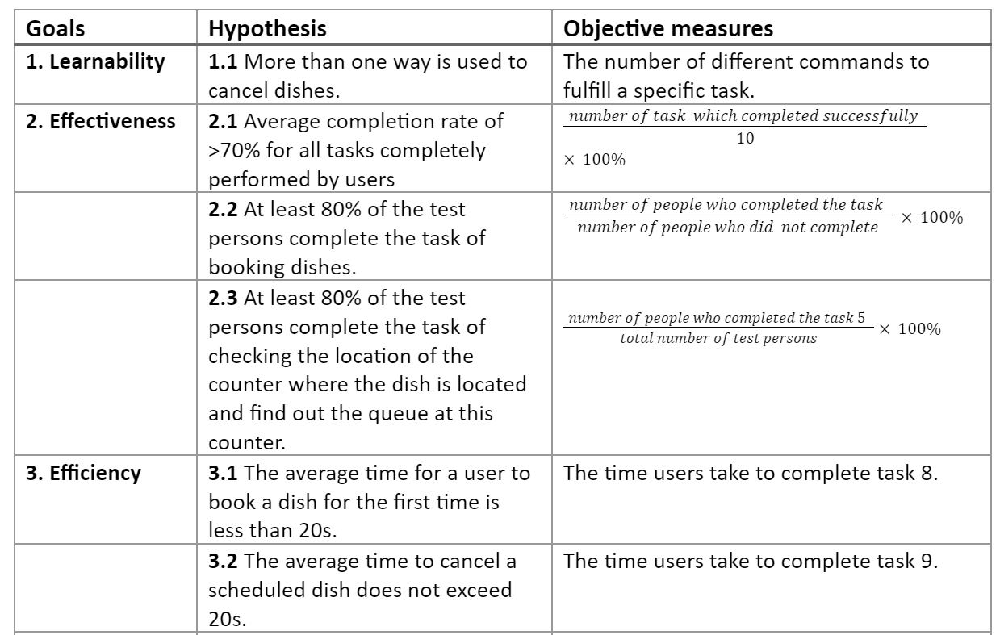 Goals Hypothesis Objective measures
1. Learnability 1.1 More than one way is used to The number of different commands to
cancel dishes. fulfill a specific task.
2. Effectiveness 2.1 Average completion rate of
>70% for all tasks completely
performed by users
number of task which completed successfully
10
× 100%
2.2 At least 80% of the test
persons complete the task of
booking dishes.
number of people who completed the task
number of people who did not complete
× 100%
2.3 At least 80% of the test
persons complete the task of
checking the location of the
counter where the dish is located
and find out the queue at this
counter.
number of people who completed the task 5
total number of test persons
× 100%
3. Efficiency 3.1 The average time for a user to The time users take to complete task 8.
book a dish for the first time is
less than 20s.
3.2 The average time to cancel a The time users take to complete task 9.
scheduled dish does not exceed
20s.